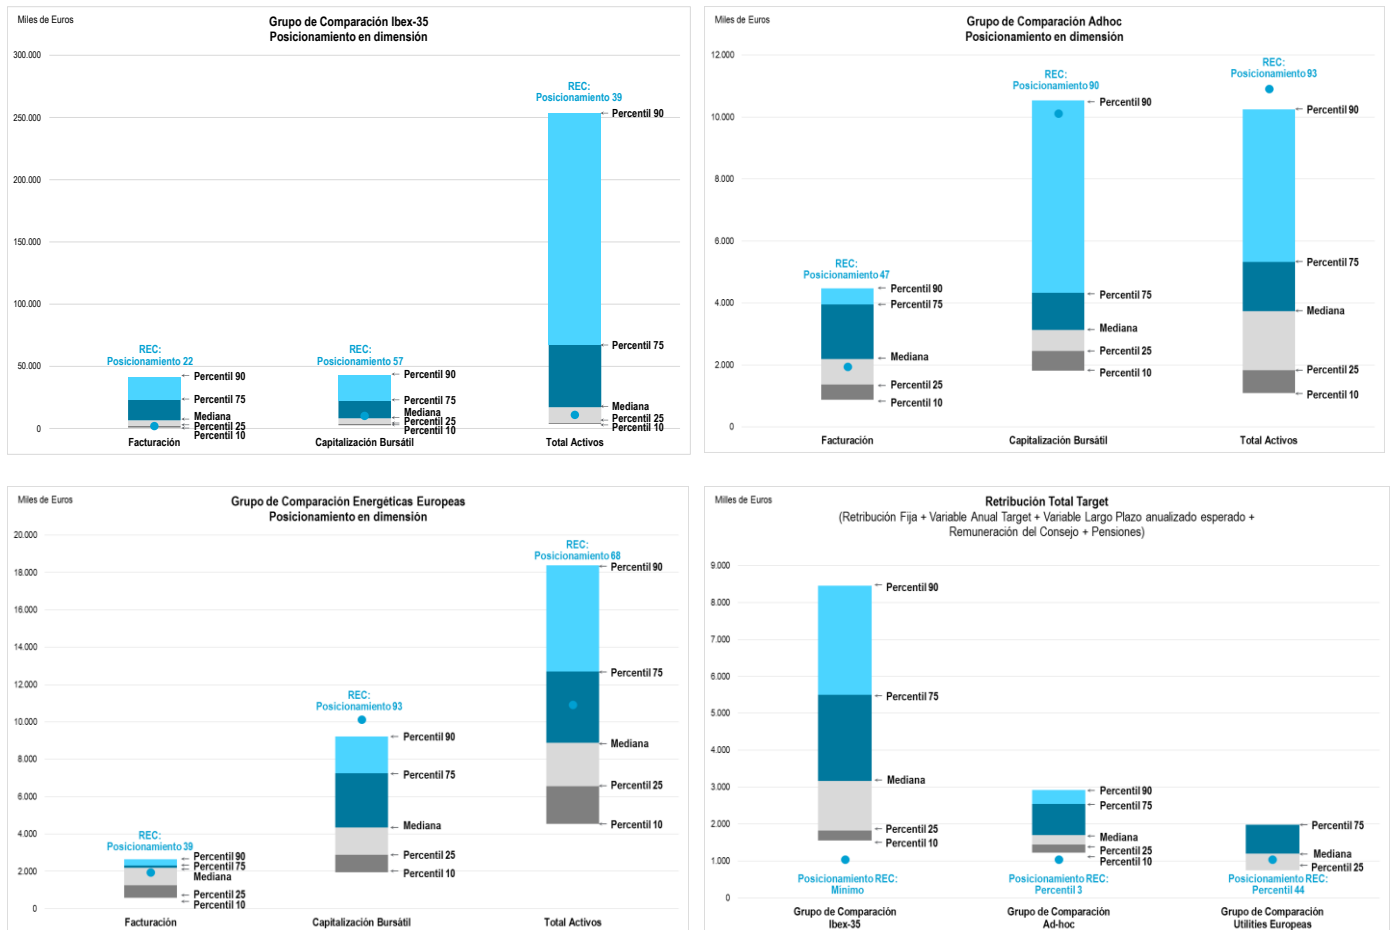 Miles de Euros
Grupo de Comparación Ibex-35
Posicionamiento en dimensión
300.000
250.000
200.000
150.000
100.000
50.000
0
REC:
Posicionamiento 22
Percentil 90
Percentil 75
Mediana
Percentil 25
Percentil 10
Facturación
REC:
Posicionamiento 57
Percentil 90
Percentil 75
Mediana
Percentil 25
Percentil 10
Capitalización Bursátil
REC:
Posicionamiento 39
Percentil 90
Percentil 75
Mediana
Percentil 25
Percentil 10
Total Activos
Miles de Euros
Grupo de Comparación Adhoc
Posicionamiento en dimensión
12.000
10.000
8.000
6.000
4.000
2.000
0
REC:
Posicionamiento 47
Percentil 90
Percentil 75
Mediana
Percentil 25
Percentil 10
Facturación
REC:
Posicionamiento 90
Percentil 90
Percentil 75
Mediana
Percentil 25
Percentil 10
Capitalización Bursátil
REC:
Posicionamiento 93
Percentil 90
Percentil 75
Mediana
Percentil 25
Percentil 10
Total Activos
Miles de Euros
Grupo de Comparación Energéticas Europeas
Posicionamiento en dimensión
20.000
18.000
16.000
14.000
12.000
10.000
8.000
6.000
4.000
2.000
0
REC:
Posicionamiento 39
Percentil 90
Percentil 75
Mediana
Percentil 25
Percentil 10
Facturación
REC:
Posicionamiento 93
Percentil 90
Percentil 75
Mediana
Percentil 25
Percentil 10
Capitalización Bursátil
REC:
Posicionamiento 68
Percentil 90
Percentil 75
Mediana
Percentil 25
Percentil 10
Total Activos
Miles de Euros
Retribución Total Target
(Retribución Fija + Variable Anual Target + Variable Largo Plazo anualizado esperado +
Remuneración del Consejo + Pensiones)
9.000
8.000
7.000
6.000
5.000
4.000
3.000
2.000
1.000
0
Percentil 90
Percentil 75
Mediana
Percentil 25
Percentil 10
Posicionamiento REC:
Minimo
Grupo de Comparación
Ibex-35
Percentil 90
Percentil 75
Mediana
Percentil 25
Percentil 10
Posicionamiento REC:
Percentil 3
Grupo de Comparación
Ad-hoc
Percentil 75
Mediana
Percentil 25
Posicionamiento REC:
Percentil 44
Grupo de Comparación
Utilities Europeas